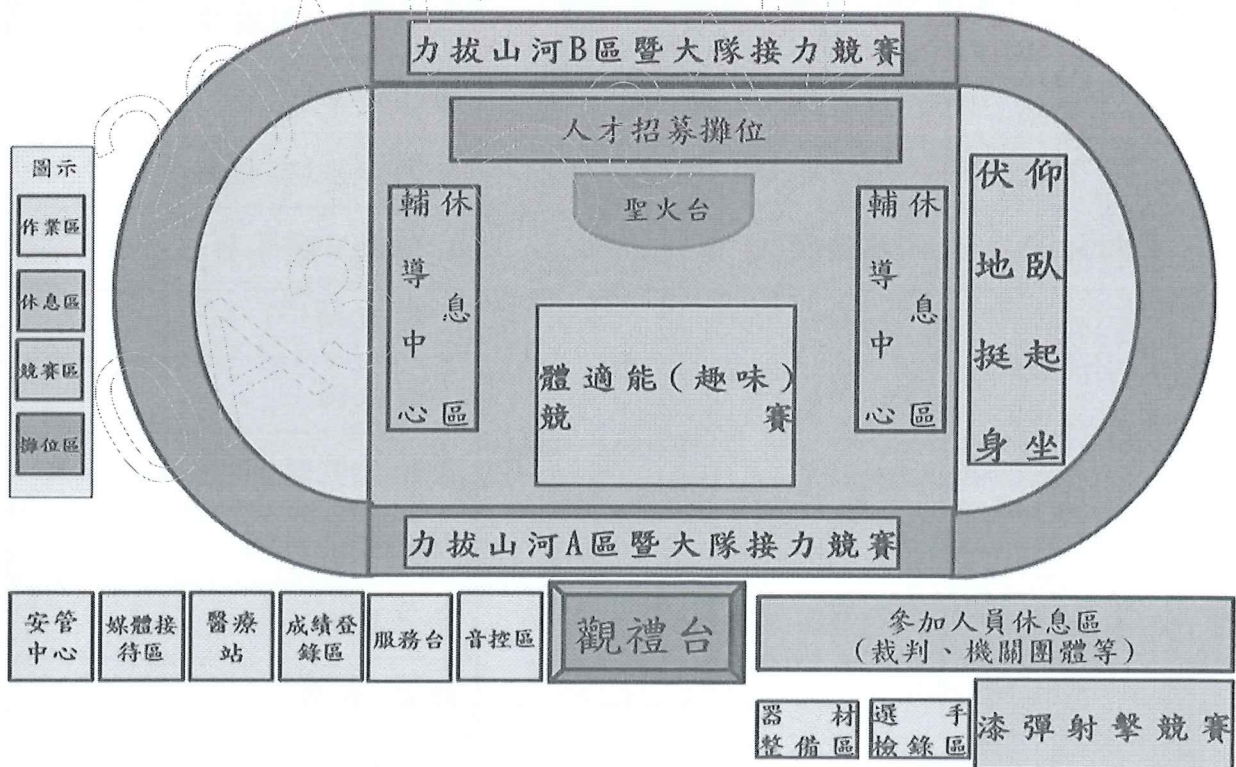 力拔山河B區暨大隊接力競賽
人才招募攤位
聖火台
輔導中心
休息區
輔導中心
休息區
伏地挺身
仰臥起坐
體適能(趣味)
競賽
力拔山河A區暨大隊接力競賽
圖示
作業區
休息區
競賽區
攤位區
安管
中心
媒體接
待區
醫療
站
成績登
錄區
服務台
音控區
觀禮台
參加人員休息區
(裁判、機關團體等)
器材
整備區
選手
檢錄區
漆彈射擊競賽